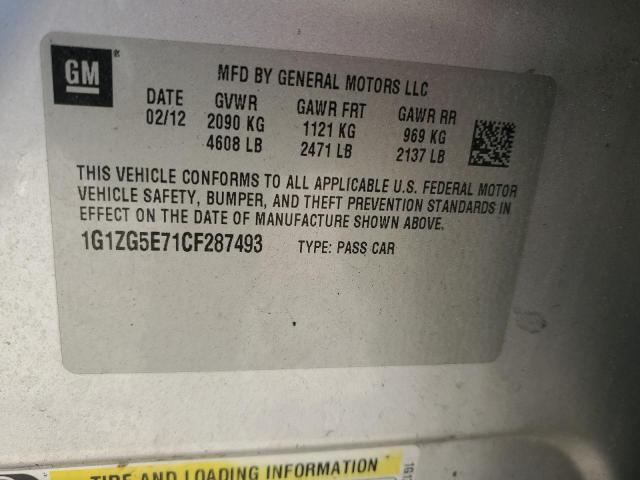 GM
MFD BY GENERAL MOTORS LLC
DATE GVWR GAWR FRT GAWR RR
02/12 2090 KG 1121 KG 969 KG
4608 LB 2471 LB 2137 LB
THIS VEHICLE CONFORMS TO ALL APPLICABLE U.S. FEDERAL MOTOR
VEHICLE SAFETY, BUMPER, AND THEFT PREVENTION STANDARDS IN
EFFECT ON THE DATE OF MANUFACTURE SHOWN ABOVE.
1G1ZG5E71CF287493 TYPE: PASS CAR
TIRE AND LOADING INFORMATION